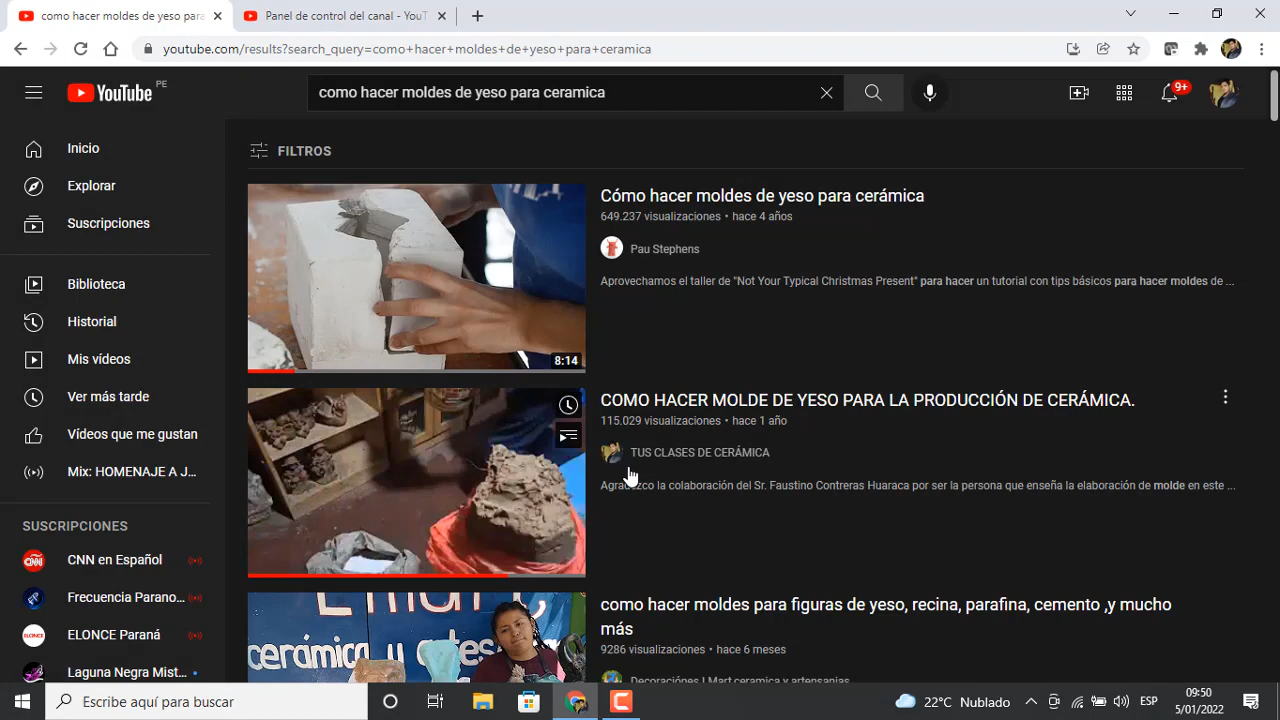 como hacer moldes de yeso para
Panel de control del canal - YouT
youtube.com/results?search_query=como+hacer+moldes+de+yeso+para+ceramica
YouTube PE
como hacer moldes de yeso para ceramica
9+
Inicio
Explorar
Suscripciones
Biblioteca
Historial
Mis vídeos
Ver más tarde
Vídeos que me gustan
Mix: HOMENAJE A J...
SUSCRIPCIONES
CNN en Español
Frecuencia Parano...
ELONCE Paraná
Laguna Negra Mist...
FILTROS
8:14
Cómo hacer moldes de yeso para cerámica
649.237 visualizaciones • hace 4 años
Pau Stephens
Aprovechamos el taller de "Not Your Typical Christmas Present" para hacer un tutorial con tips básicos para hacer moldes de ...
COMO HACER MOLDE DE YESO PARA LA PRODUCCIÓN DE CERÁMICA.
115.029 visualizaciones • hace 1 año
TUS CLASES DE CERÁMICA
Agradezco la colaboración del Sr. Faustino Contreras Huaraca por ser la persona que enseña la elaboración de molde en este ...
cerámica y artes
como hacer moldes para figuras de yeso, recina, parafina, cemento ,y mucho
más
9286 visualizaciones • hace 6 meses
Decoraciónes J Mart ceramica y artensanias
Escribe aquí para buscar
22°C Nublado
ESP
09:50
5/01/2022